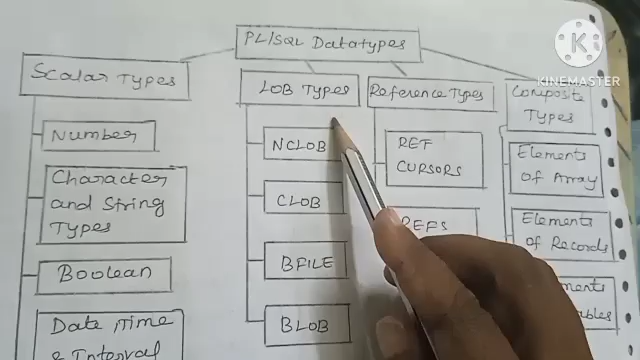 PL/SQL Datatypes
Scalar Types
Number
Character
and String
Types
Boolean
Date, Time
& Interval
LOB Types
NCLOB
CLOB
BFILE
BLOB
Reference Types
REF
CURSORS
REFS
Composite
Types
Elements
of Array
Elements
of Records
K
KINEMASTER